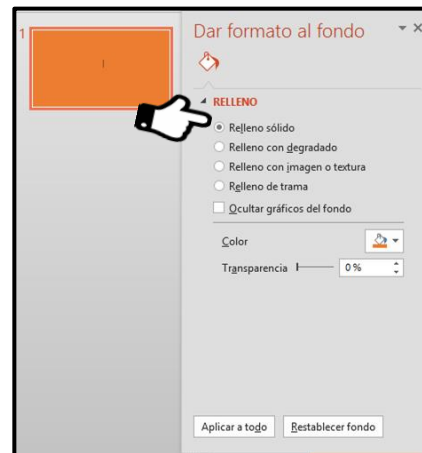 1
Dar formato al fondo
RELLENO
Relleno sólido
Relleno con degradado
Relleno con imagen o textura
Relleno de trama
Ocultar gráficos del fondo
Color
Transparencia 0 %
Aplicar a todo Restablecer fondo